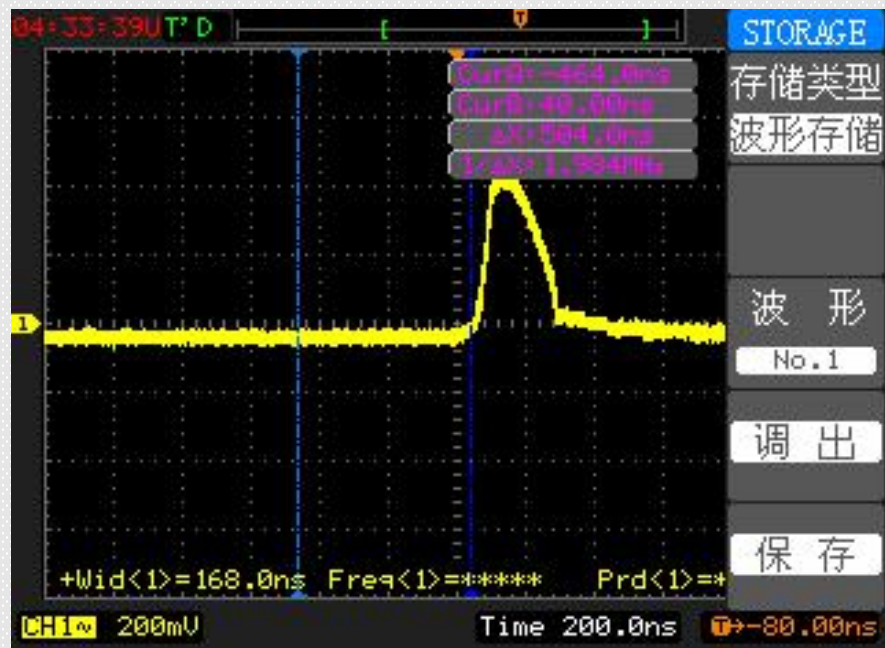 04:33:39U T' D [ T ] STORAGE
存储类型
波形存储
CurA:-464.0ns
CurB:40.00ns
ΔX:504.0ns
1/ΔX:1.984MHz
1
波 形
No.1
调 出
保 存
+Wid<1>=168.0ns Freq<1>=***** Prd<1>=*
CH1~ 200mV Time 200.0ns T→-80.00ns